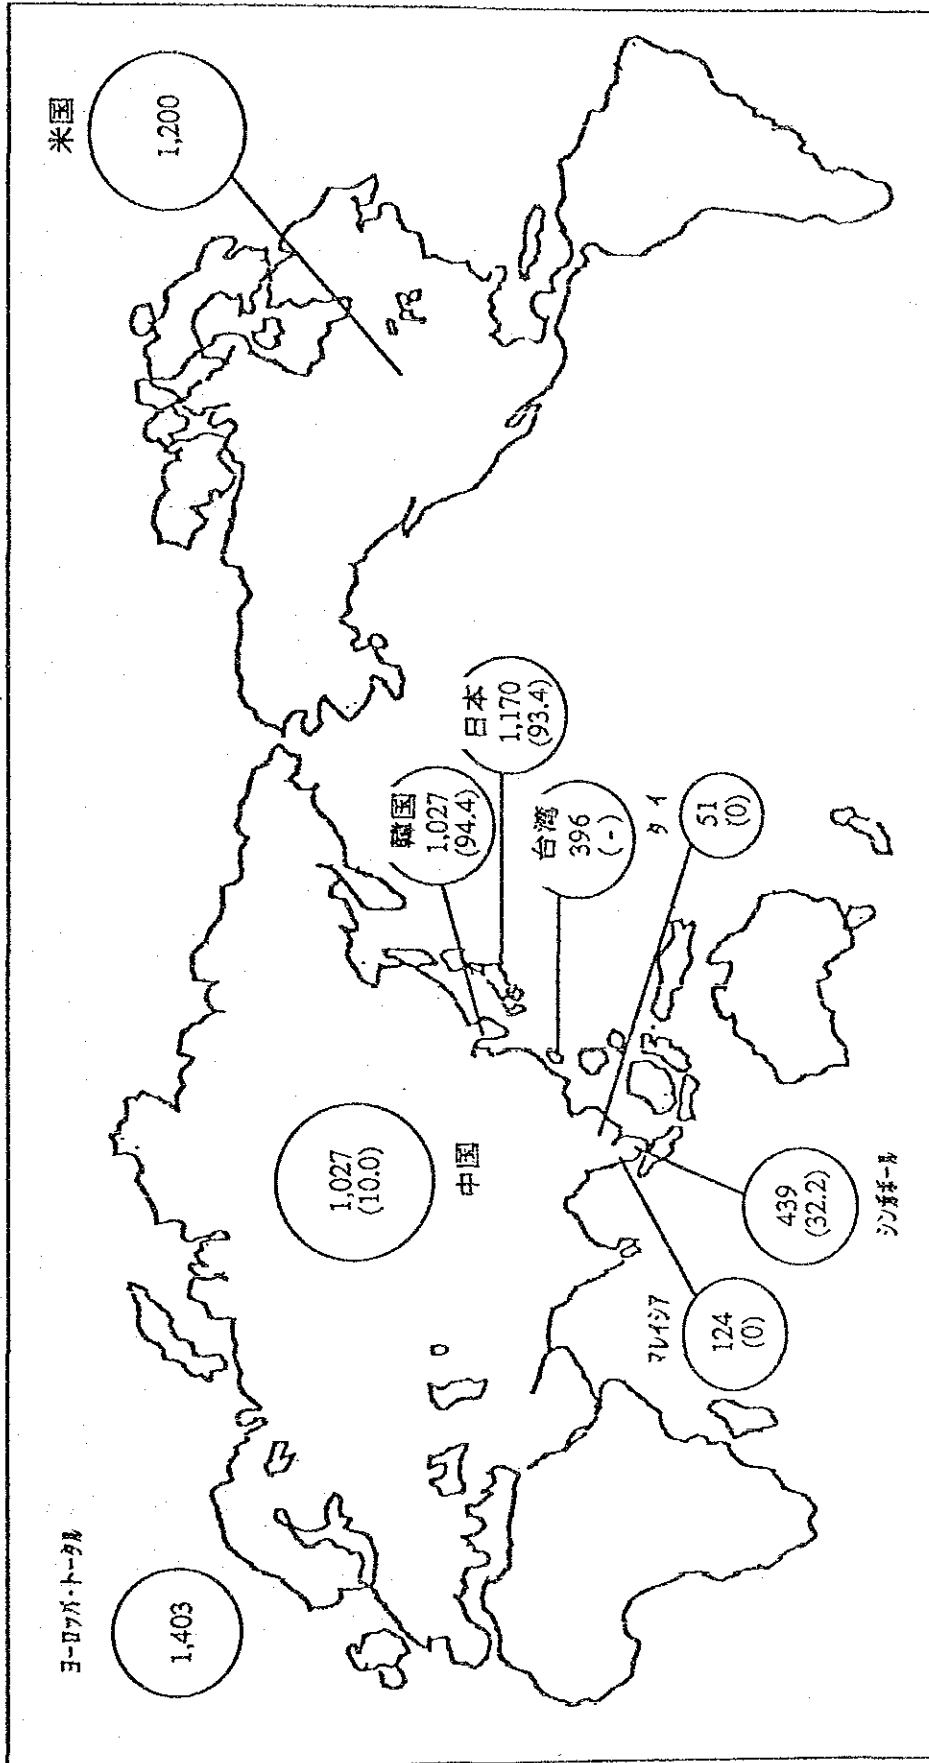 ヨーロッパ・トータル
1,403
米国
1,200
1,027
(10.0)
中国
韓国
1,027
(94.4)
日本
1,170
(93.4)
台湾
396
(-)
タイ
51
(0)
マレイシア
124
(0)
439
(32.2)
シンガポール